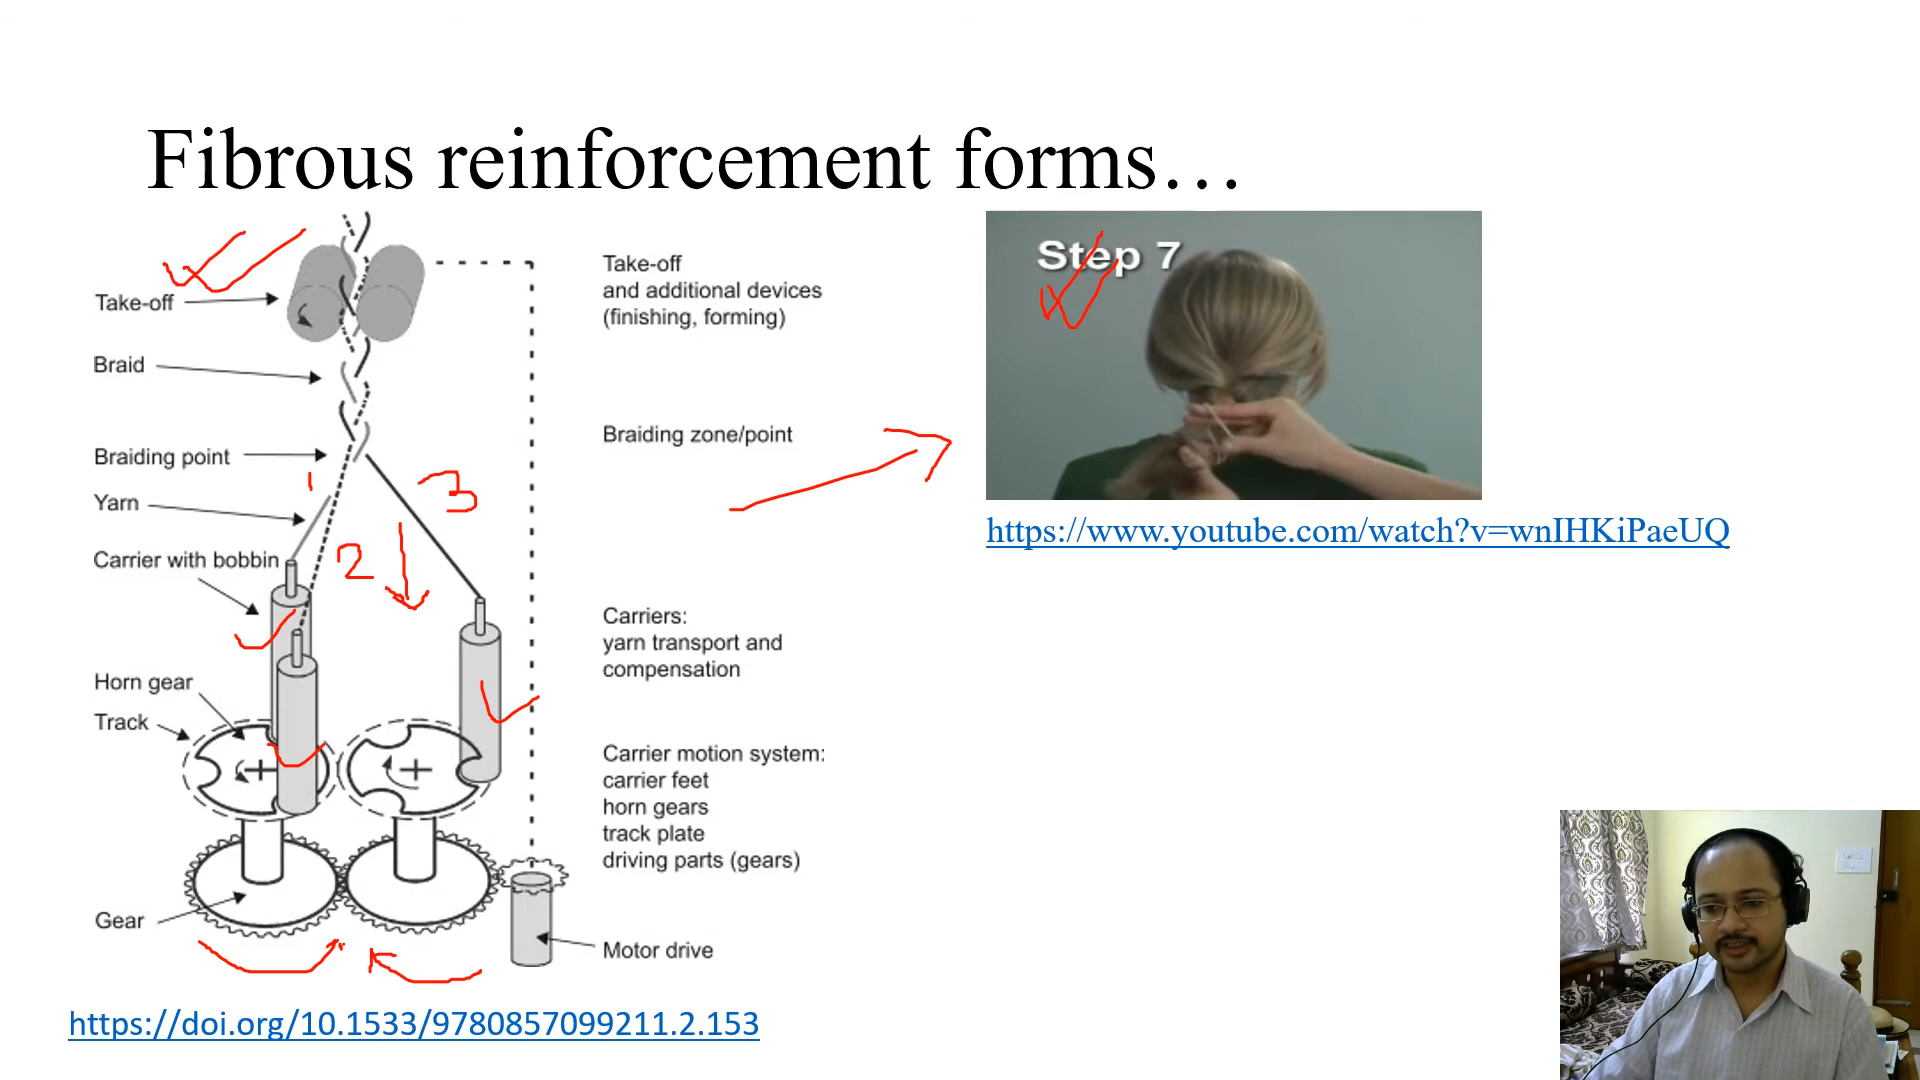 Fibrous reinforcement forms…
Take-off
Braid
Braiding point
Yarn
Carrier with bobbin
Horn gear
Track
Gear
1
2
3
Take-off
and additional devices
(finishing, forming)
Braiding zone/point
Carriers:
yarn transport and
compensation
Carrier motion system:
carrier feet
horn gears
track plate
driving parts (gears)
Motor drive
https://doi.org/10.1533/9780857099211.2.153
Step 7
https://www.youtube.com/watch?v=wnIHKiPaeUQ